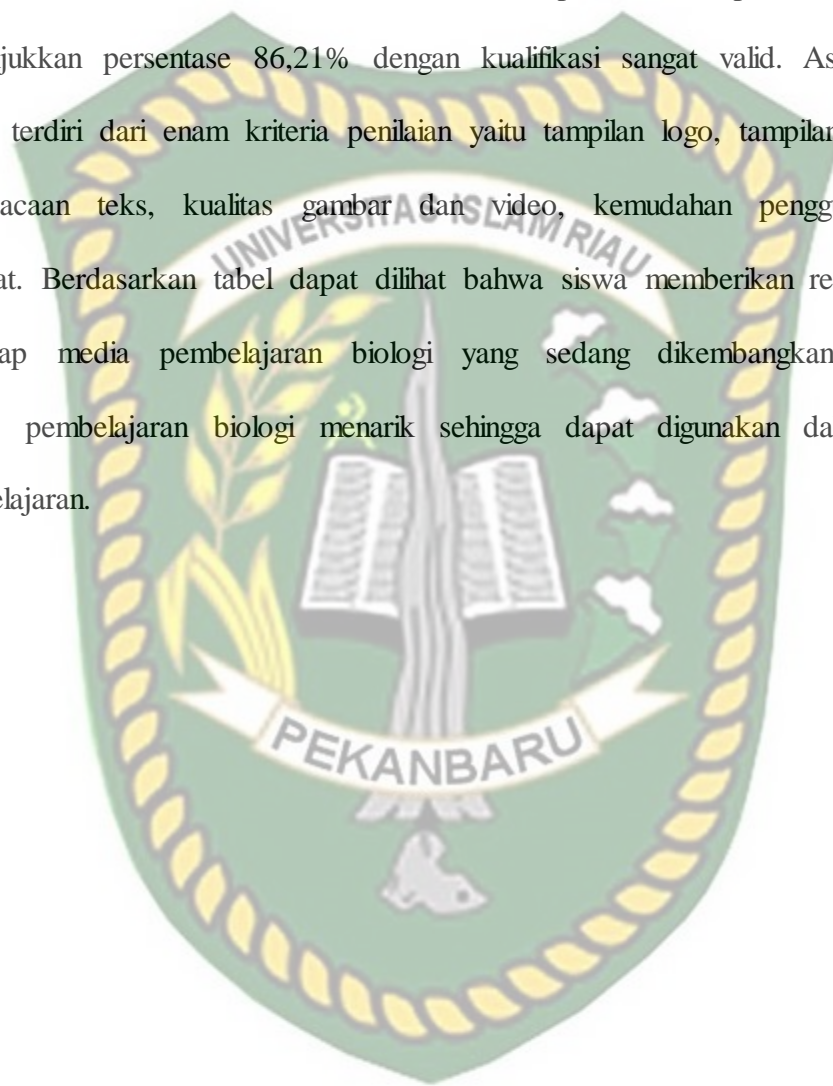 jukkan persentase 86,21% dengan kualifikasi sangat valid. As
terdiri dari enam kriteria penilaian yaitu tampilan logo, tampilan
acaan teks, kualitas gambar dan video, kemudahan pengg
UNIVERSITAS ISLAM RIAU
at. Berdasarkan tabel dapat dilihat bahwa siswa memberikan re
ap media pembelajaran biologi yang sedang dikembangkan
pembelajaran biologi menarik sehingga dapat digunakan da
elajaran.
PEKANBARU